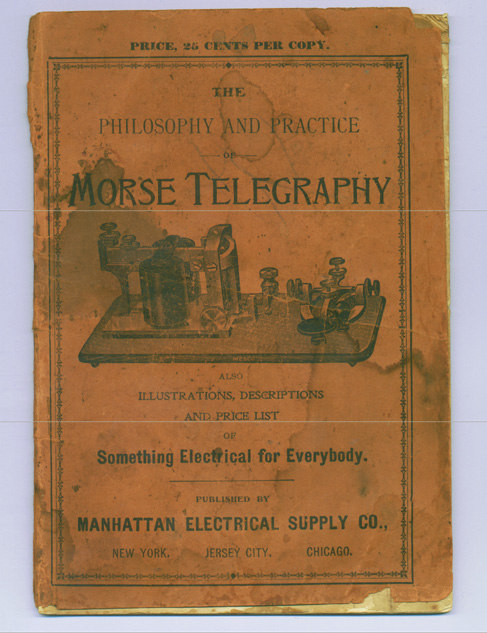 PRICE, 25 CENTS PER COPY.
THE
PHILOSOPHY AND PRACTICE
OF
MORSE TELEGRAPHY
ALSO
ILLUSTRATIONS, DESCRIPTIONS
AND PRICE LIST
OF
Something Electrical for Everybody.
PUBLISHED BY
MANHATTAN ELECTRICAL SUPPLY CO.,
NEW YORK. JERSEY CITY. CHICAGO.